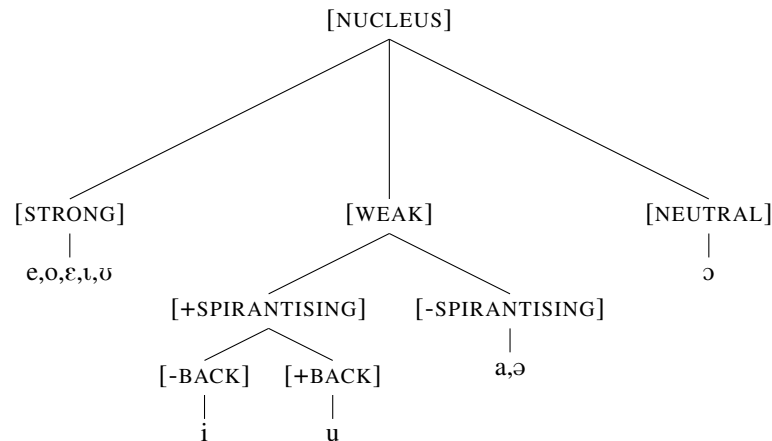 [NUCLEUS]
[STRONG] [WEAK] [NEUTRAL]
e,o,ɛ,ɩ,ʊ ɔ
[+SPIRANTISING] [-SPIRANTISING]
[-BACK] [+BACK] a,ə
i u